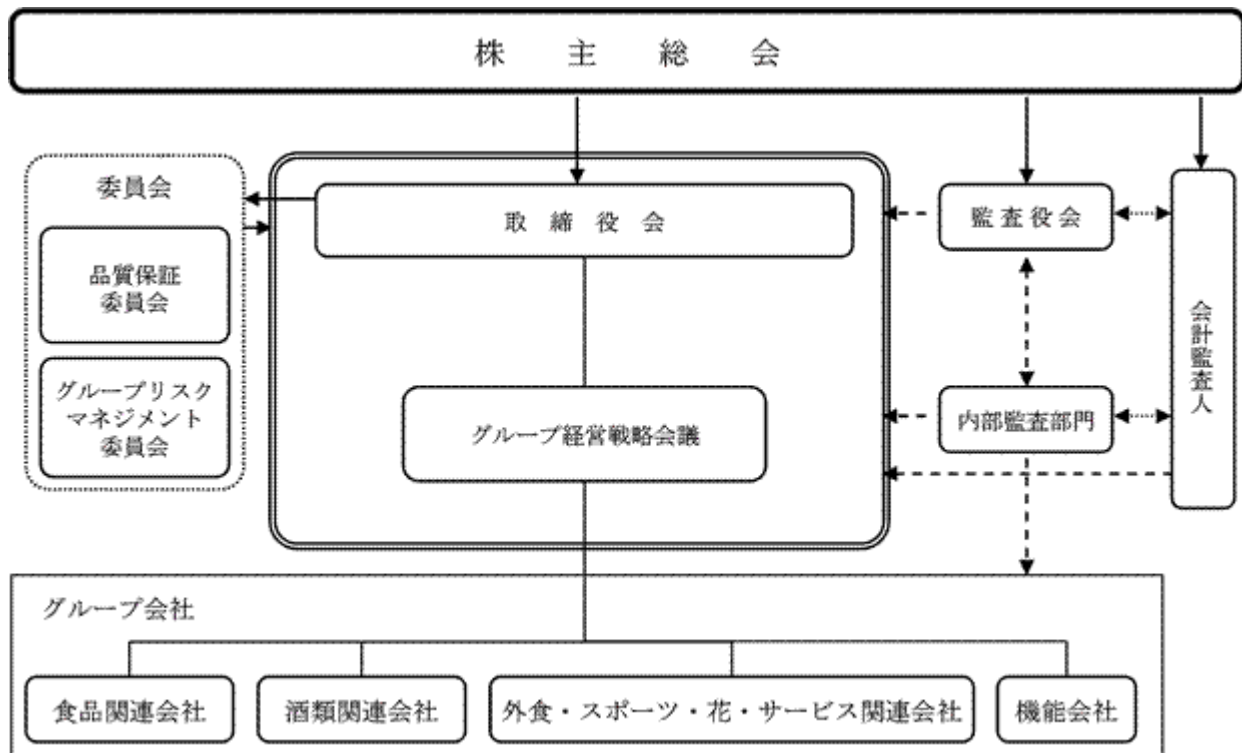 株主総会
委員会
取締役会
監査役会
品質保証
委員会
グループリスク
マネジメント
委員会
グループ経営戦略会議
内部監査部門
会計監査人
グループ会社
食品関連会社
酒類関連会社
外食・スポーツ・花・サービス関連会社
機能会社